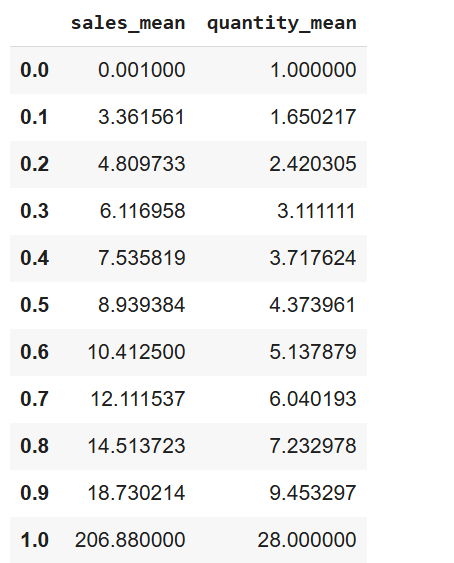 sales_mean quantity_mean
0.0 0.001000 1.000000
0.1 3.361561 1.650217
0.2 4.809733 2.420305
0.3 6.116958 3.111111
0.4 7.535819 3.717624
0.5 8.939384 4.373961
0.6 10.412500 5.137879
0.7 12.111537 6.040193
0.8 14.513723 7.232978
0.9 18.730214 9.453297
1.0 206.880000 28.000000